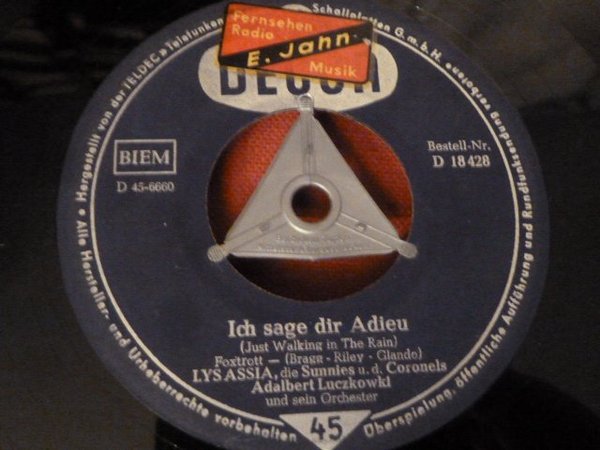 Fernsehen
Radio
E. Jahn
Musik
DECCA
BIEM
D 45-6660
Bestell-Nr.
D 18 428
Ich sage dir Adieu
(Just Walking in The Rain)
Foxtrott — (Bragg - Riley - Glando)
LYS ASSIA, die Sunnies u. d. Coronels
Adalbert Luczkowki
und sein Orchester
45
Hergestellt von der (TELDEC) »Telefunken
Schallplatten G. m. b. H.
Alle Hersteller- und Urheberrechte vorbehalten
Überspielung, öffentliche Aufführung und Rundfunksendung verboten